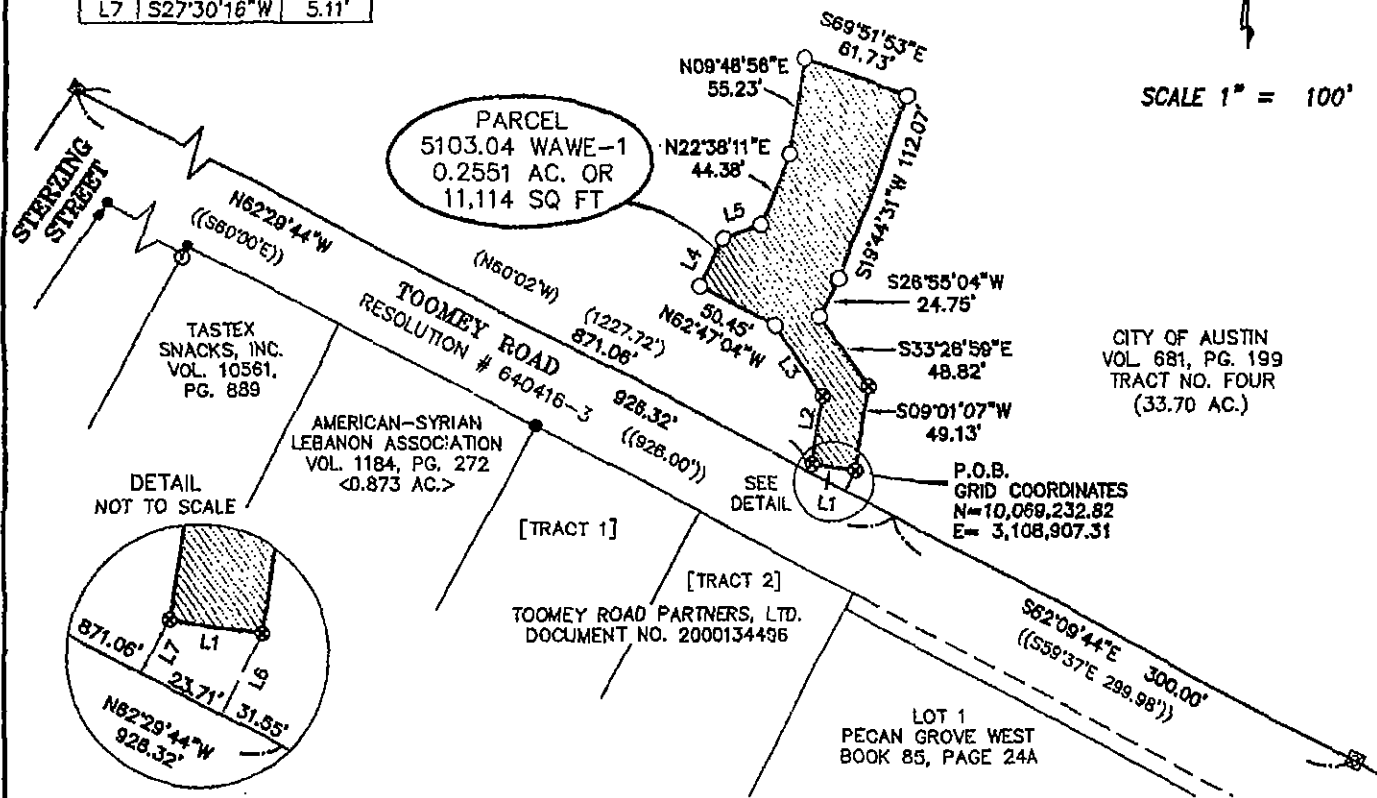 L7 S27°30'16"W 5.11'
S69°51'53"E
61.73'
N09°48'56"E
55.23'
SCALE 1" = 100'
PARCEL
5103.04 WAWE-1
0.2551 AC. OR
11,114 SQ FT
N22°38'11"E
44.38'
S19°44'31"W 112.07'
STERZING
STREET
L5
L4
N62°29'44"W
((S60°00'E))
(N60°02'W)
(1227.72')
871.06'
TOOMEY ROAD
RESOLUTION # 640416-3
926.32'
((926.00'))
50.45'
N62°47'04"W
L3
L2
S26°55'04"W
24.75'
S33°26'59"E
48.82'
S09°01'07"W
49.13'
CITY OF AUSTIN
VOL. 681, PG. 199
TRACT NO. FOUR
(33.70 AC.)
TASTEX
SNACKS, INC.
VOL. 10561,
PG. 889
AMERICAN-SYRIAN
LEBANON ASSOCIATION
VOL. 1184, PG. 272
<0.873 AC.>
SEE
DETAIL
L1
P.O.B.
GRID COORDINATES
N=10,069,232.82
E= 3,108,907.31
DETAIL
NOT TO SCALE
[TRACT 1]
[TRACT 2]
TOOMEY ROAD PARTNERS, LTD.
DOCUMENT NO. 2000134496
871.06'
L7
L1
L6
23.71'
31.55'
N62°29'44"W
926.32'
S62°09'44"E 300.00'
((S59°37'E 299.98'))
LOT 1
PECAN GROVE WEST
BOOK 85, PAGE 24A